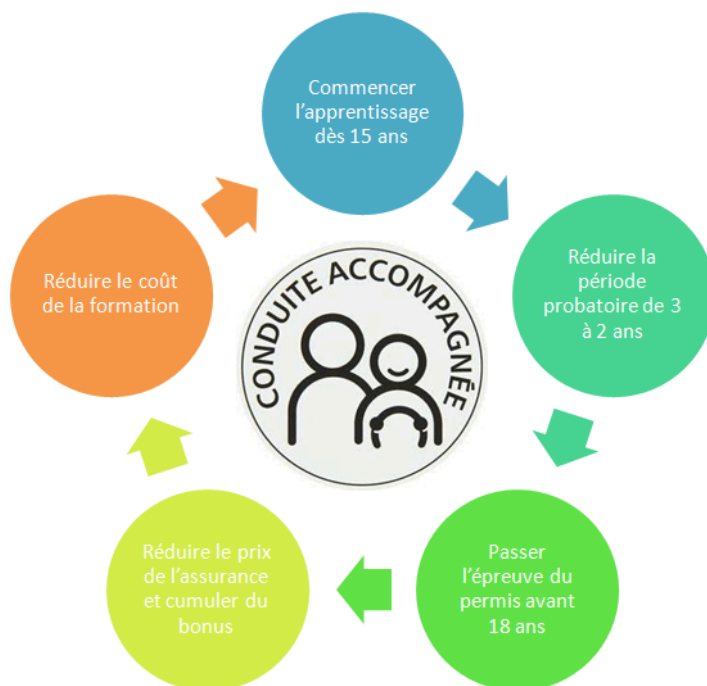 Commencer
l'apprentissage
dès 15 ans
Réduire la
période
probatoire de 3
à 2 ans
Passer
l'épreuve du
permis avant
18 ans
Réduire le prix
de l'assurance
et cumuler du
bonus
Réduire le coût
de la formation
CONDUITE ACCOMPAGNÉE